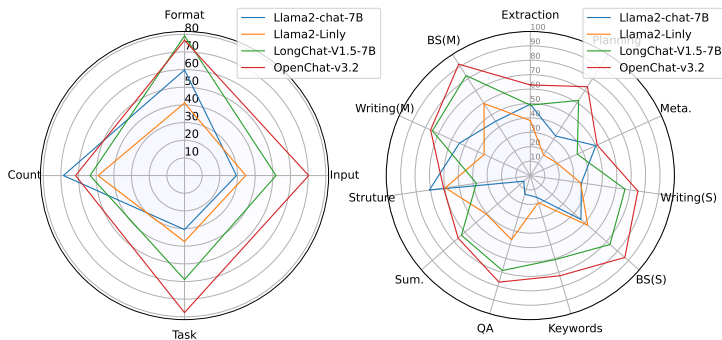 Format
80
70
60
50
40
30
20
10
Count
Input
Task
Llama2-chat-7B
Llama2-Linly
LongChat-V1.5-7B
OpenChat-v3.2
Extraction
100
90
80
70
60
50
40
30
20
10
BS(M)
Planning
Writing(M)
Meta.
Struture
Writing(S)
Sum.
BS(S)
QA
Keywords
Llama2-chat-7B
Llama2-Linly
LongChat-V1.5-7B
OpenChat-v3.2